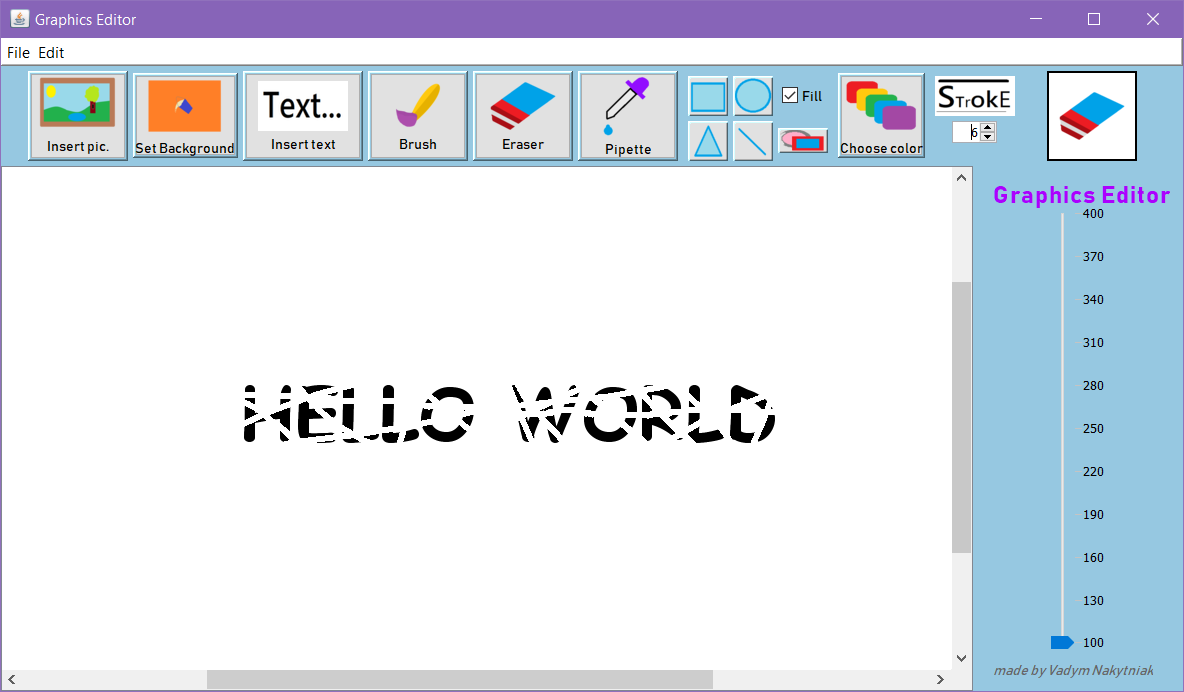 Graphics Editor
File Edit
Insert pic.
Set Background
Text...
Insert text
Brush
Eraser
Pipette
Fill
Choose color
STrokE
6
Graphics Editor
400
370
340
310
280
250
220
190
160
130
100
HELLO WORLD
made by Vadym Nakytniak